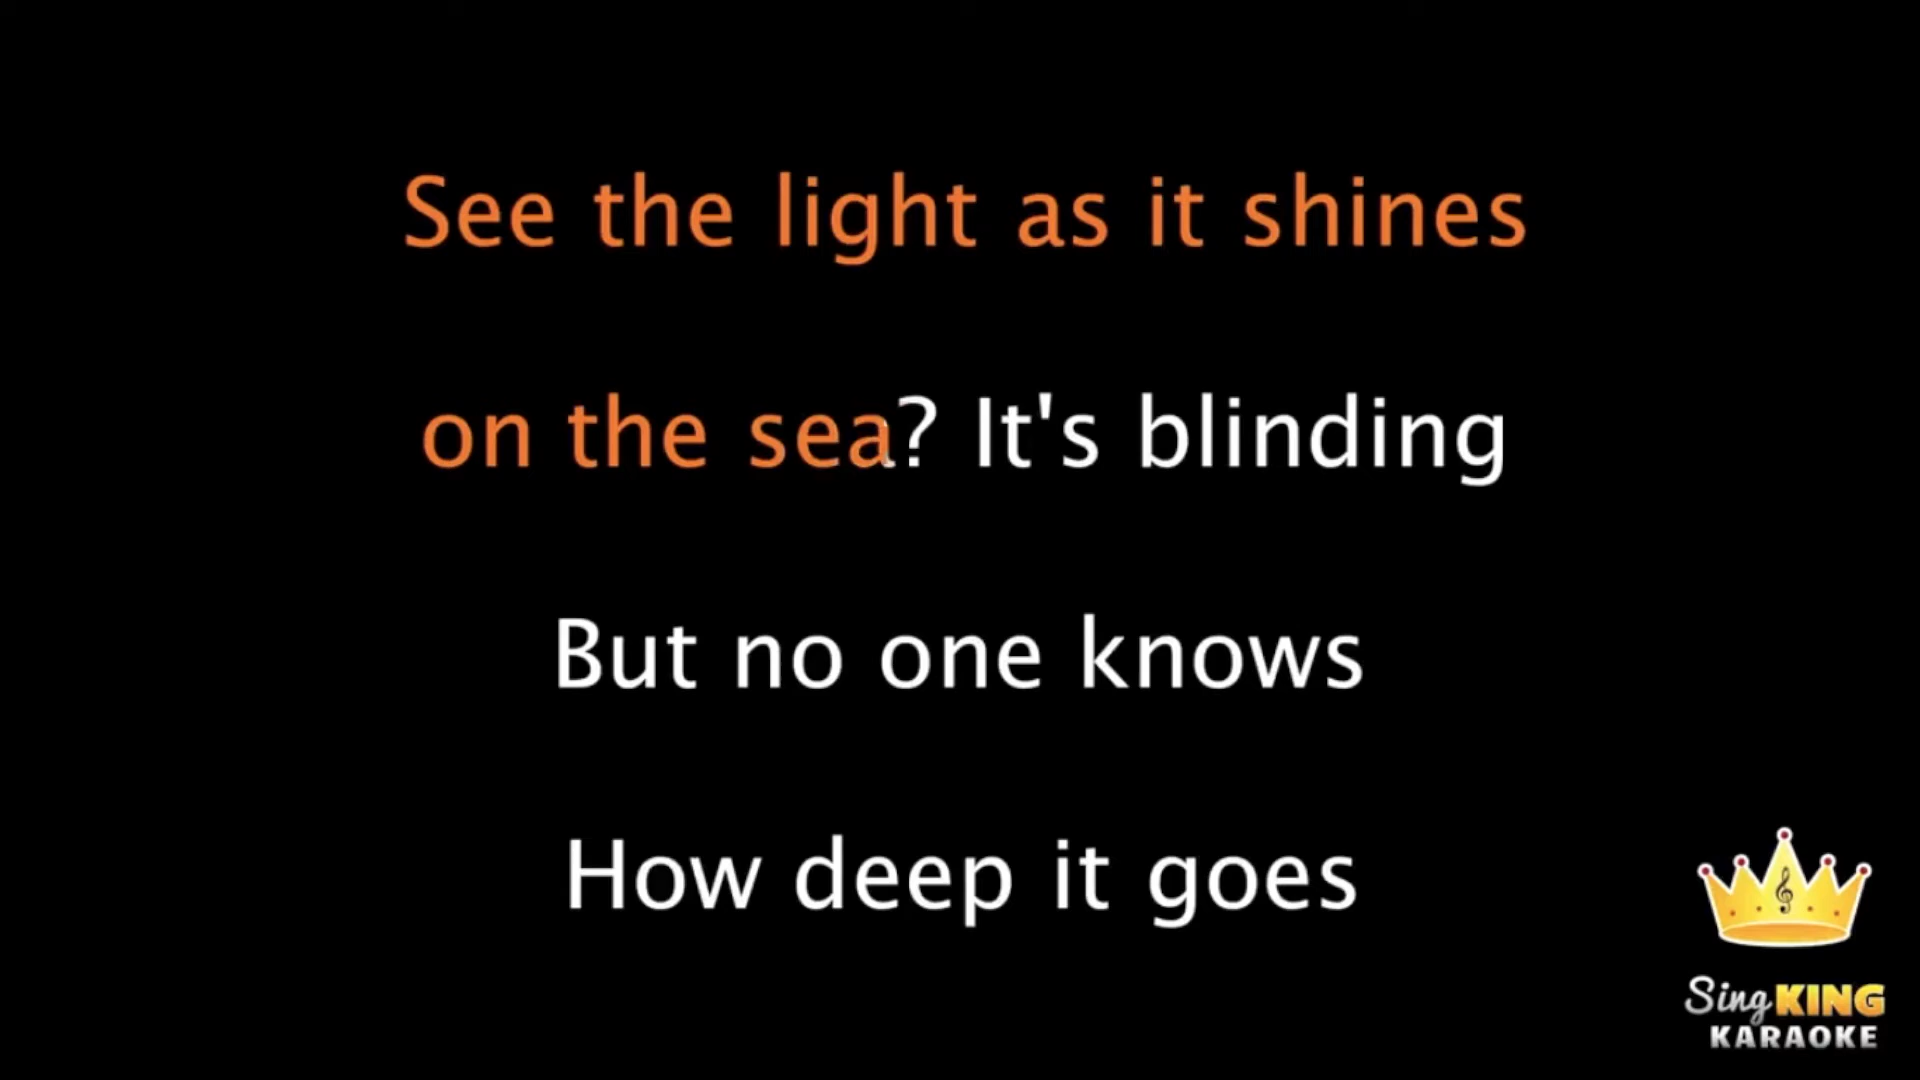 See the light as it shines
on the sea? It's blinding
But no one knows
How deep it goes
Sing KING
KARAOKE